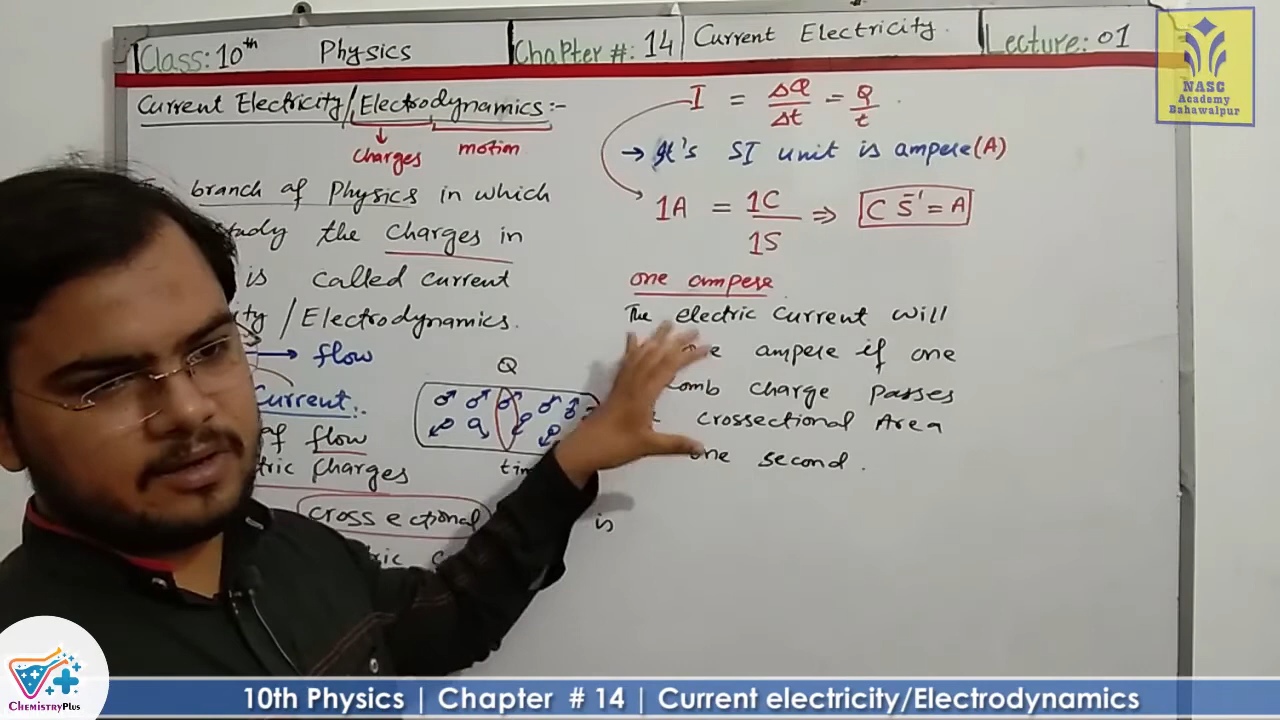 Class: 10th Physics Chapter #: 14 Current Electricity. Lecture: 01
NASC
Academy
Bahawalpur
Current Electricity/Electrodynamics:-
charges motion
branch of Physics in which
the charges in
is called current
/Electrodynamics.
→ flow
Current:-
of flow
charges
crossectional
is
Q
I = ΔQ/Δt = Q/t
→ It's SI unit is ampere(A)
1A = 1C/1S ⇒ C S⁻¹ = A
one ampere
The electric current will
ampere if one
charge passes
crossectional Area
one second.
ChemistryPlus
10th Physics | Chapter # 14 | Current electricity/Electrodynamics